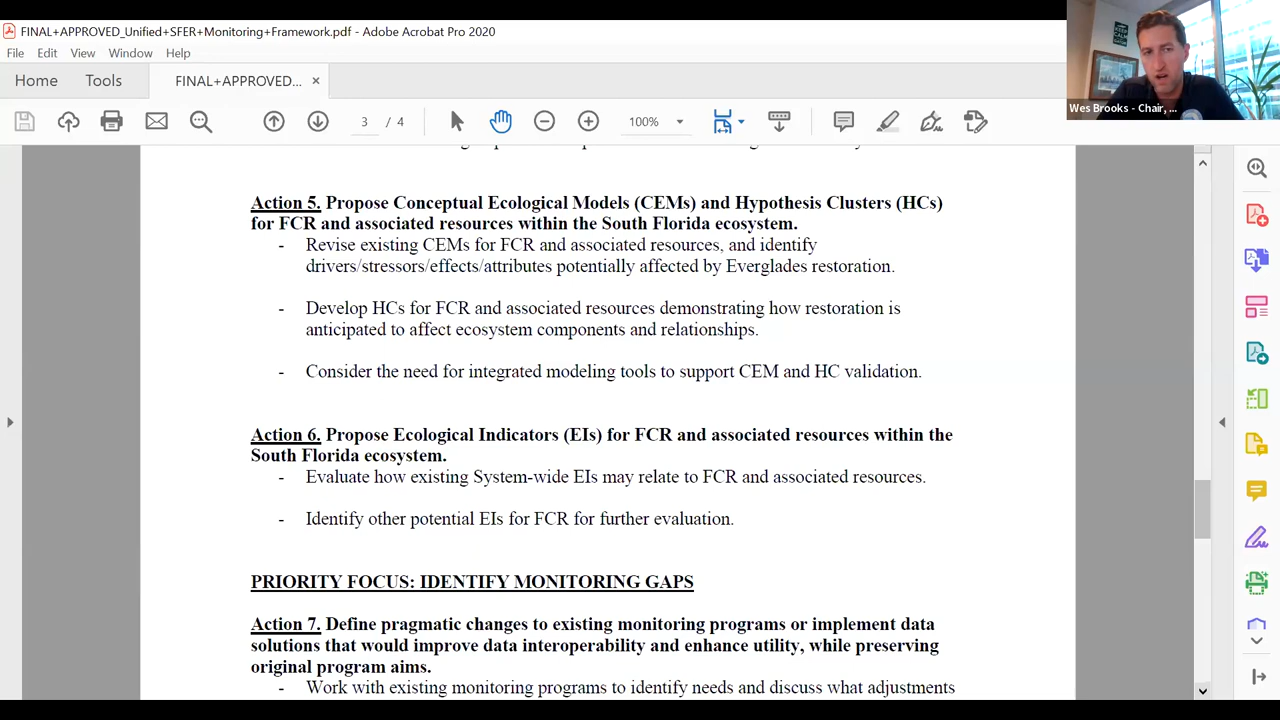 FINAL+APPROVED_Unified+SFER+Monitoring+Framework.pdf - Adobe Acrobat Pro 2020
File Edit View Window Help
Home Tools FINAL+APPROVED... ×
3 / 4 100%
Wes Brooks - Chair, ...
Action 5. Propose Conceptual Ecological Models (CEMs) and Hypothesis Clusters (HCs)
for FCR and associated resources within the South Florida ecosystem.
- Revise existing CEMs for FCR and associated resources, and identify
drivers/stressors/effects/attributes potentially affected by Everglades restoration.
- Develop HCs for FCR and associated resources demonstrating how restoration is
anticipated to affect ecosystem components and relationships.
- Consider the need for integrated modeling tools to support CEM and HC validation.
Action 6. Propose Ecological Indicators (EIs) for FCR and associated resources within the
South Florida ecosystem.
- Evaluate how existing System-wide EIs may relate to FCR and associated resources.
- Identify other potential EIs for FCR for further evaluation.
PRIORITY FOCUS: IDENTIFY MONITORING GAPS
Action 7. Define pragmatic changes to existing monitoring programs or implement data
solutions that would improve data interoperability and enhance utility, while preserving
original program aims.
- Work with existing monitoring programs to identify needs and discuss what adjustments